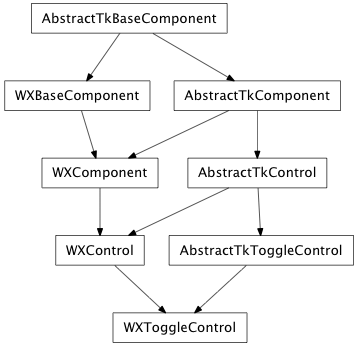 AbstractTkBaseComponent
WXBaseComponent
AbstractTkComponent
WXComponent
AbstractTkControl
WXControl
AbstractTkToggleControl
WXToggleControl